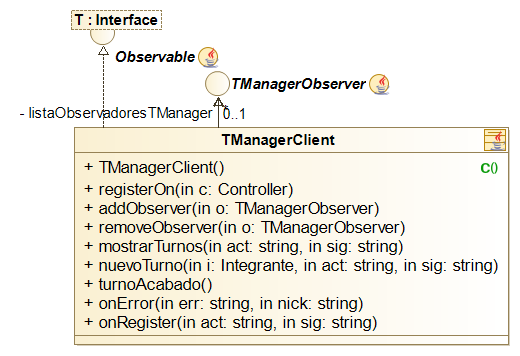 T : Interface
Observable
TManagerObserver
- listaObservadoresTManager 0..1
TManagerClient
+ TManagerClient() C()
+ registerOn(in c: Controller)
+ addObserver(in o: TManagerObserver)
+ removeObserver(in o: TManagerObserver)
+ mostrarTurnos(in act: string, in sig: string)
+ nuevoTurno(in i: Integrante, in act: string, in sig: string)
+ turnoAcabado()
+ onError(in err: string, in nick: string)
+ onRegister(in act: string, in sig: string)